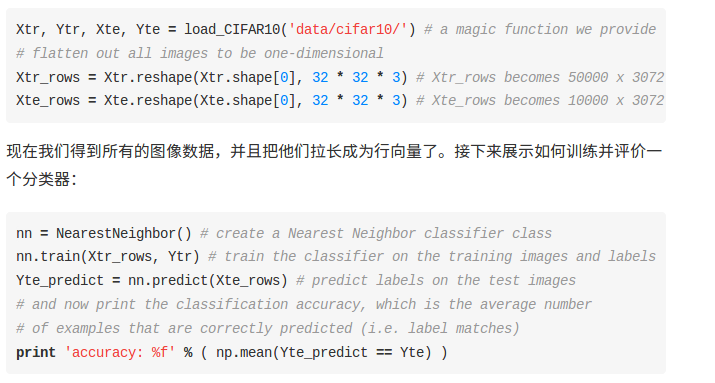 Xtr, Ytr, Xte, Yte = load_CIFAR10('data/cifar10/') # a magic function we provide
# flatten out all images to be one-dimensional
Xtr_rows = Xtr.reshape(Xtr.shape[0], 32 * 32 * 3) # Xtr_rows becomes 50000 x 3072
Xte_rows = Xte.reshape(Xte.shape[0], 32 * 32 * 3) # Xte_rows becomes 10000 x 3072
现在我们得到所有的图像数据，并且把他们拉长成为行向量了。接下来展示如何训练并评价一
个分类器：
nn = NearestNeighbor() # create a Nearest Neighbor classifier class
nn.train(Xtr_rows, Ytr) # train the classifier on the training images and labels
Yte_predict = nn.predict(Xte_rows) # predict labels on the test images
# and now print the classification accuracy, which is the average number
# of examples that are correctly predicted (i.e. label matches)
print 'accuracy: %f' % ( np.mean(Yte_predict == Yte) )